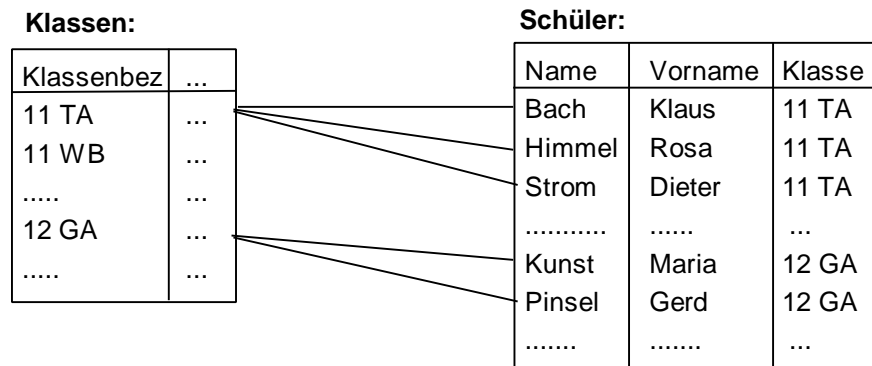 Klassen:
Klassenbez ...
11 TA ...
11 WB ...
..... ...
12 GA ...
..... ...
Schüler:
Name Vorname Klasse
Bach Klaus 11 TA
Himmel Rosa 11 TA
Strom Dieter 11 TA
........... ...... ...
Kunst Maria 12 GA
Pinsel Gerd 12 GA
....... ....... ...